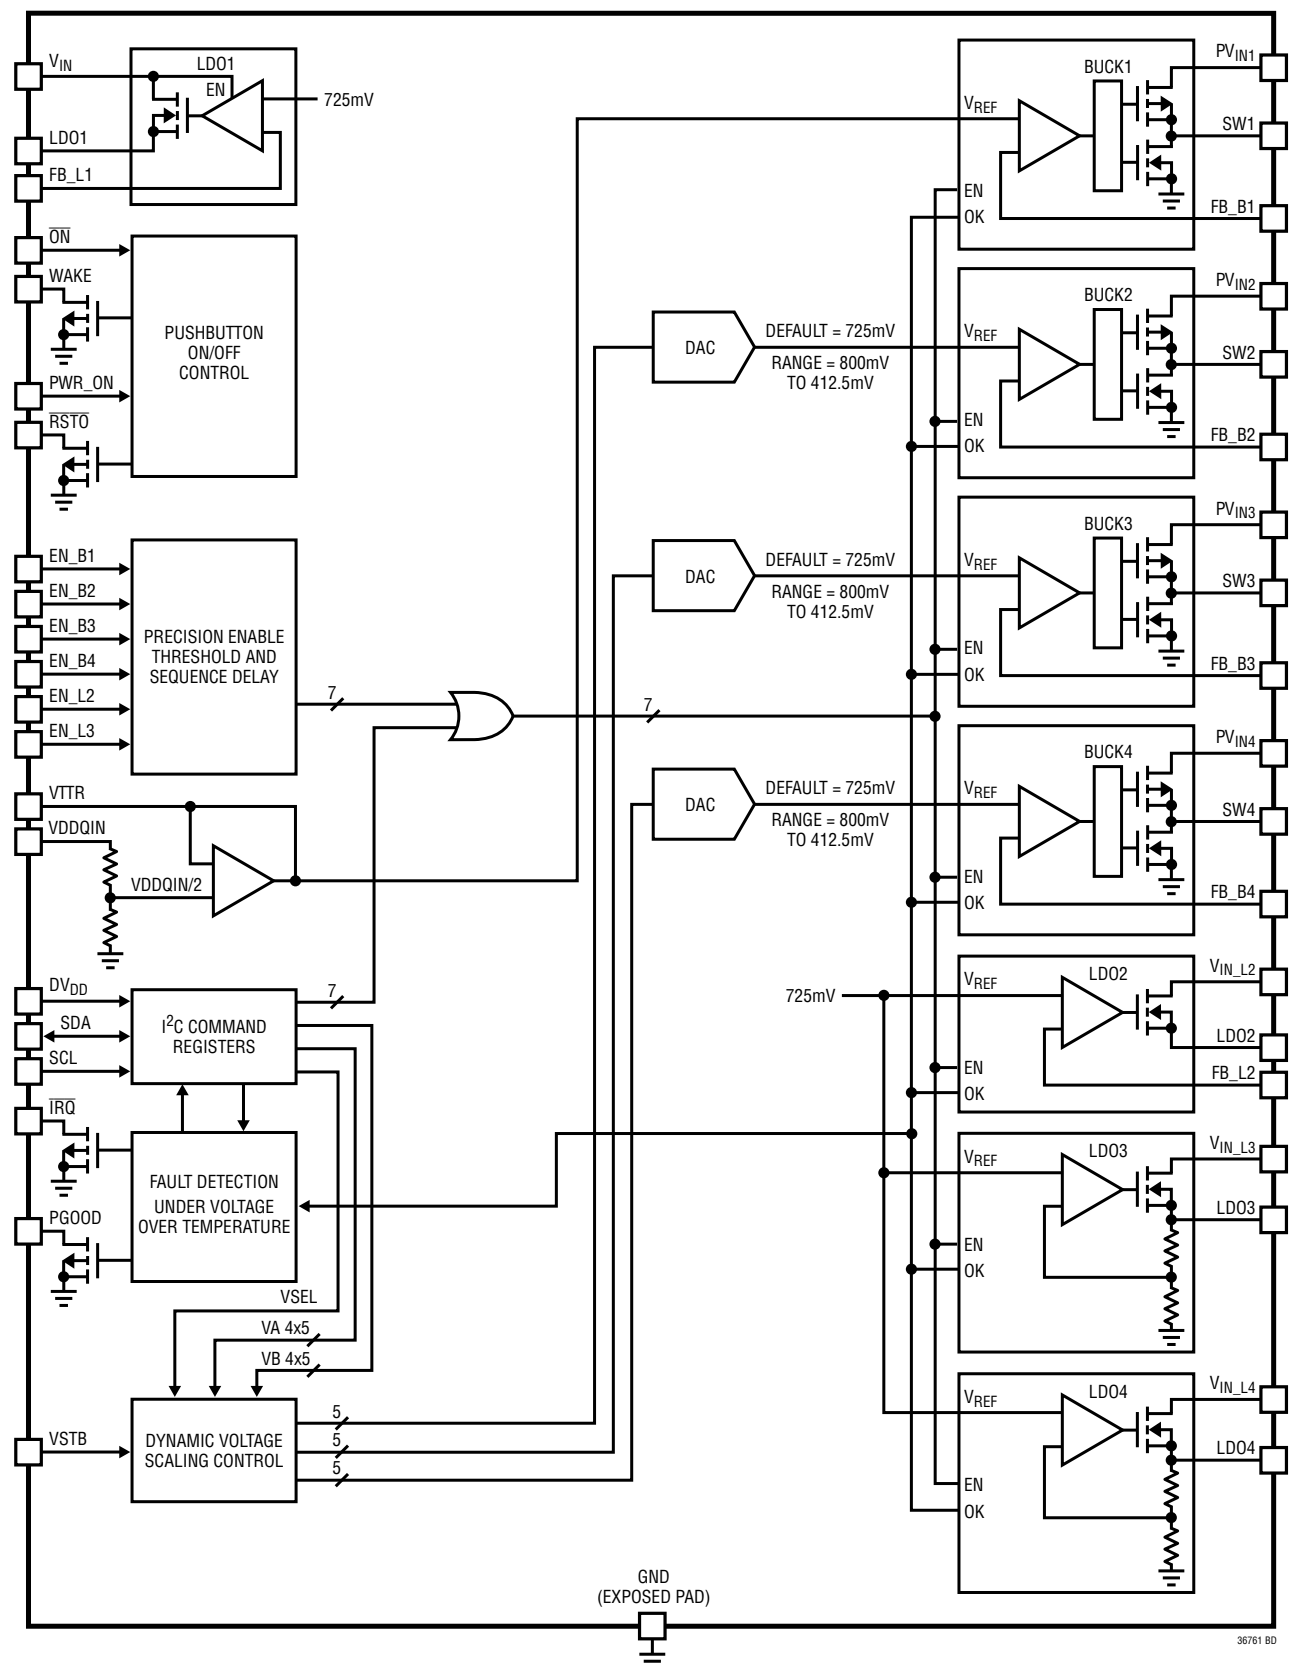 VIN
LDO1
EN
725mV
LDO1
FB_L1
ON
WAKE
PWR_ON
RSTO
PUSHBUTTON
ON/OFF
CONTROL
EN_B1
EN_B2
EN_B3
EN_B4
EN_L2
EN_L3
PRECISION ENABLE
THRESHOLD AND
SEQUENCE DELAY
7
7
VTTR
VDDQIN
VDDQIN/2
DVDD
SDA
SCL
I2C COMMAND
REGISTERS
7
IRQ
PGOOD
FAULT DETECTION
UNDER VOLTAGE
OVER TEMPERATURE
VSEL
VA 4x5
VB 4x5
VSTB
DYNAMIC VOLTAGE
SCALING CONTROL
5
5
5
DAC
DEFAULT = 725mV
RANGE = 800mV
TO 412.5mV
DAC
DEFAULT = 725mV
RANGE = 800mV
TO 412.5mV
DAC
DEFAULT = 725mV
RANGE = 800mV
TO 412.5mV
725mV
BUCK1
VREF
EN
OK
PVIN1
SW1
FB_B1
BUCK2
VREF
EN
OK
PVIN2
SW2
FB_B2
BUCK3
VREF
EN
OK
PVIN3
SW3
FB_B3
BUCK4
VREF
EN
OK
PVIN4
SW4
FB_B4
LDO2
VREF
EN
OK
VIN_L2
LDO2
FB_L2
LDO3
VREF
EN
OK
VIN_L3
LDO3
LDO4
VREF
EN
OK
VIN_L4
LDO4
GND
(EXPOSED PAD)
36761 BD